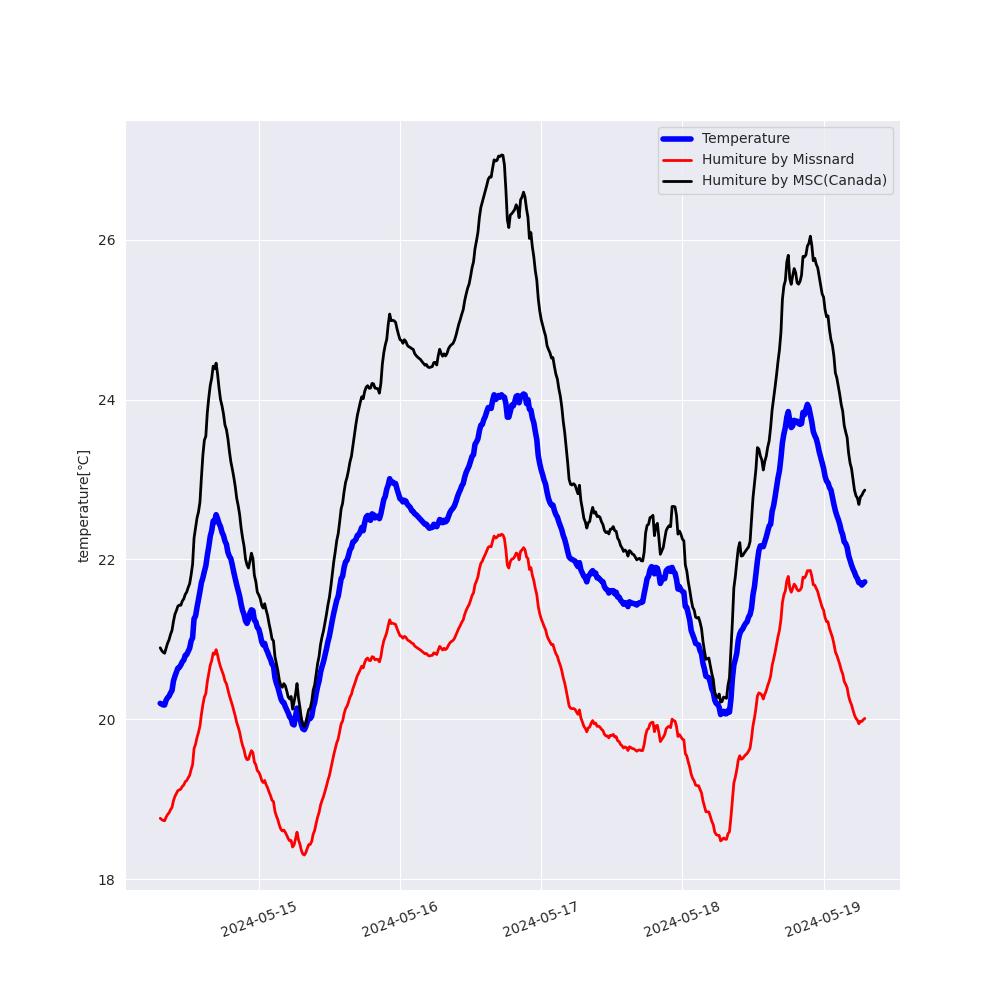 Temperature
Humiture by Missnard
Humiture by MSC(Canada)
26
24
22
20
18
temperature[℃]
2024-05-15
2024-05-16
2024-05-17
2024-05-18
2024-05-19